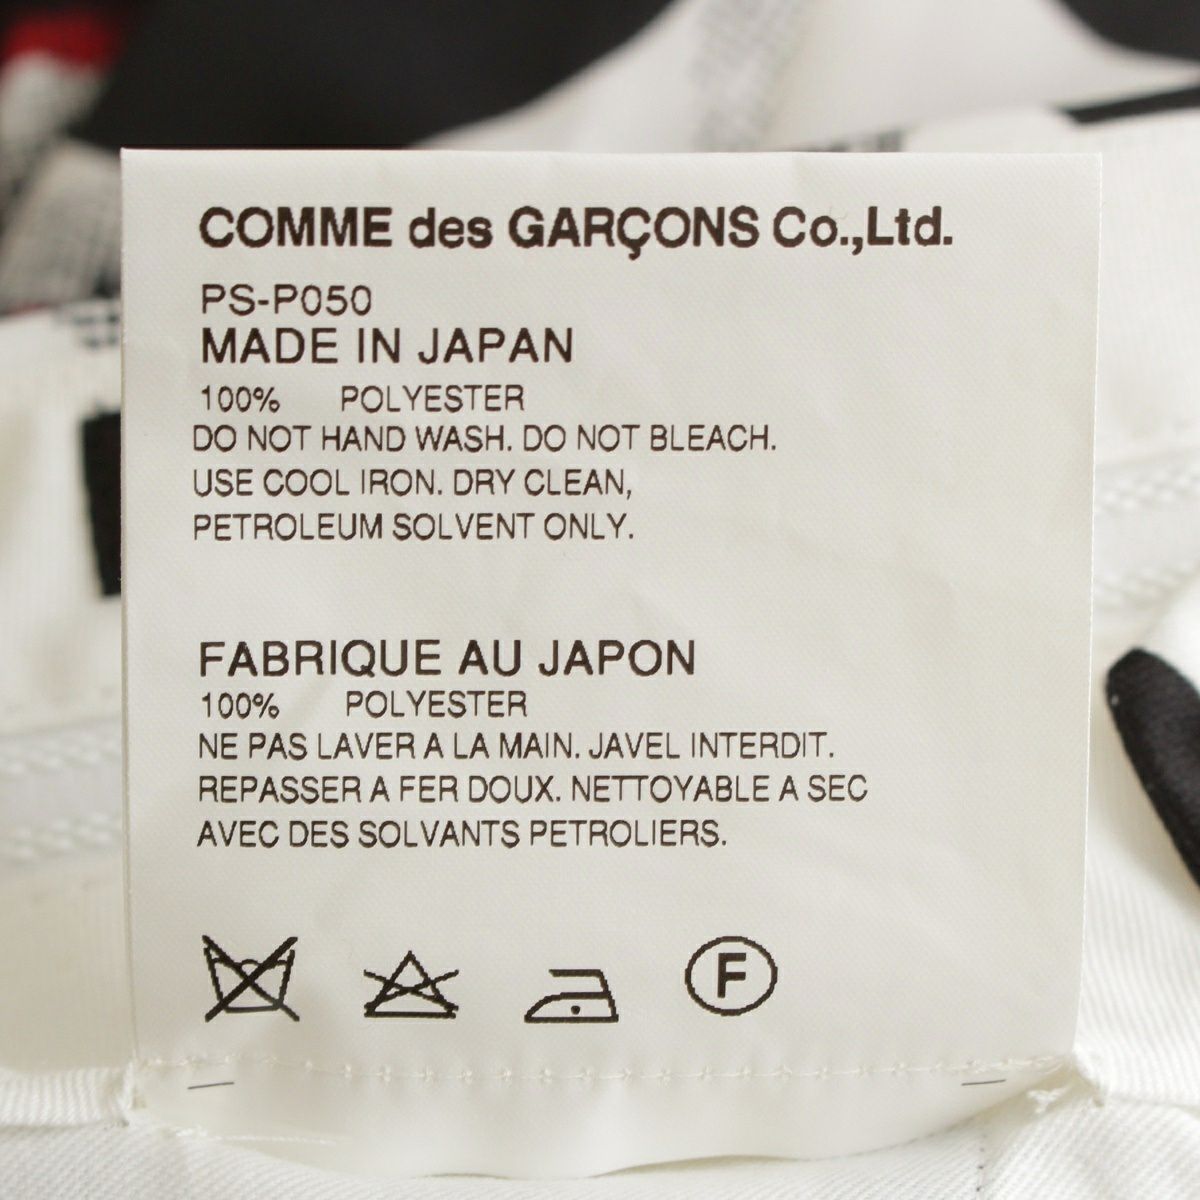 COMME des GARÇONS Co.,Ltd.
PS-P050
MADE IN JAPAN
100% POLYESTER
DO NOT HAND WASH. DO NOT BLEACH.
USE COOL IRON. DRY CLEAN,
PETROLEUM SOLVENT ONLY.
FABRIQUE AU JAPON
100% POLYESTER
NE PAS LAVER A LA MAIN. JAVEL INTERDIT.
REPASSER A FER DOUX. NETTOYABLE A SEC
AVEC DES SOLVANTS PETROLIERS.
F